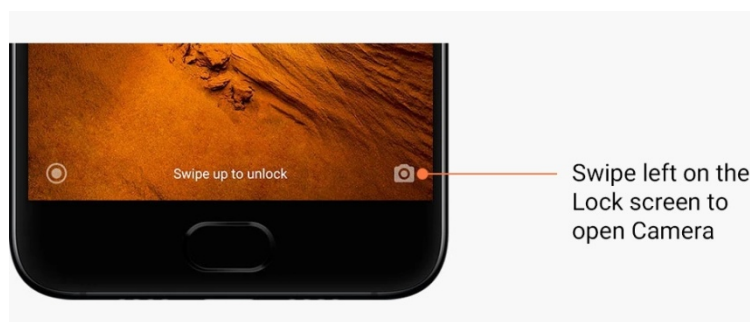 Swipe up to unlock
Swipe left on the
Lock screen to
open Camera